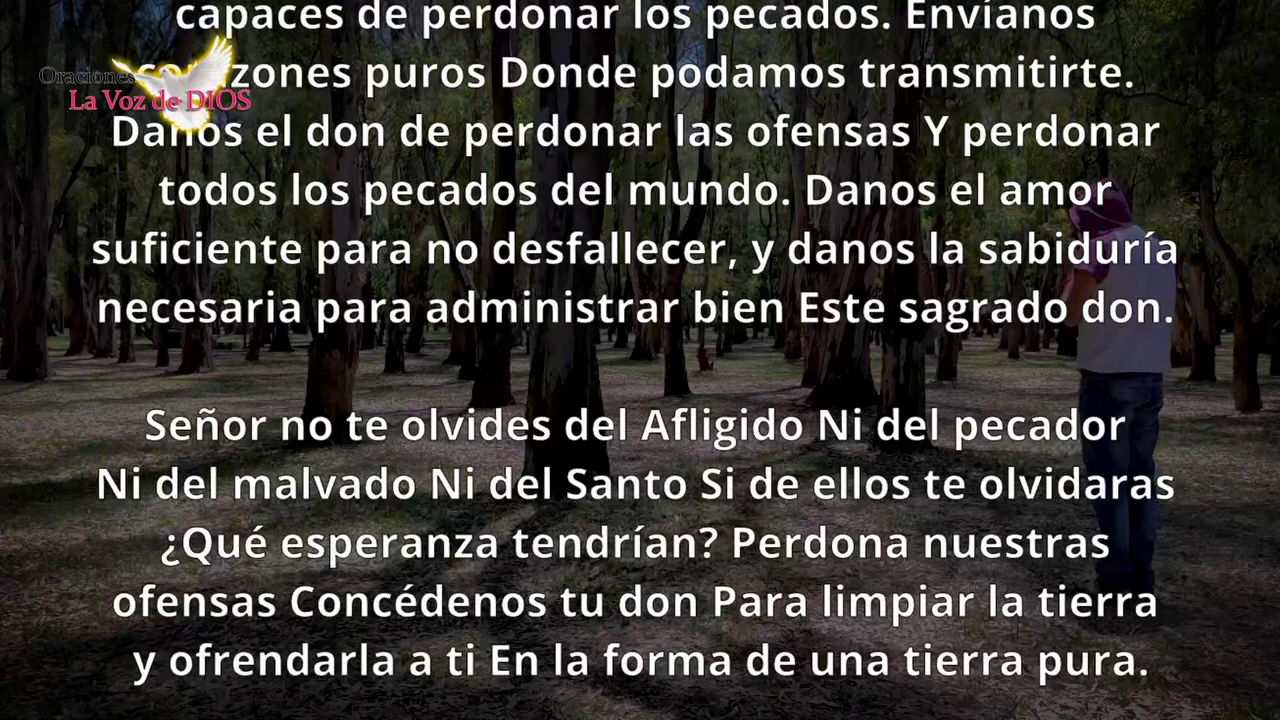 capaces de perdonar los pecados. Envíanos
Oraciones
La Voz de DIOS
corazones puros Donde podamos transmitirte.
Danos el don de perdonar las ofensas Y perdonar
todos los pecados del mundo. Danos el amor
suficiente para no desfallecer, y danos la sabiduría
necesaria para administrar bien Este sagrado don.
Señor no te olvides del Afligido Ni del pecador
Ni del malvado Ni del Santo Si de ellos te olvidaras
¿Qué esperanza tendrían? Perdona nuestras
ofensas Concédenos tu don Para limpiar la tierra
y ofrendarla a ti En la forma de una tierra pura.